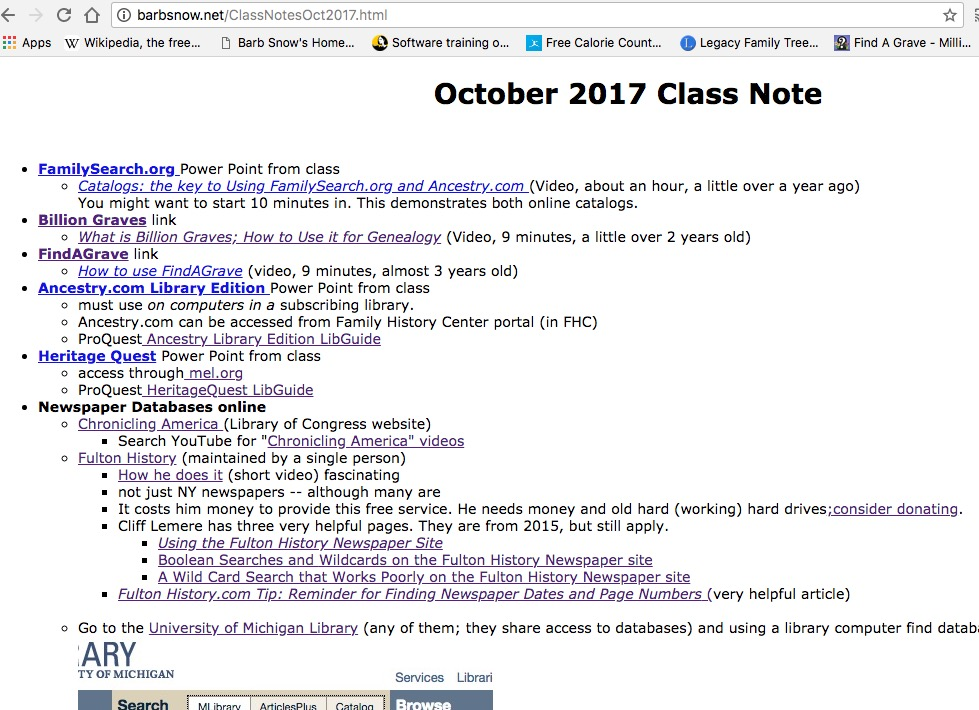 barbsnow.net/ClassNotesOct2017.html
Apps W Wikipedia, the free... Barb Snow's Home... Software training o... Free Calorie Count... Legacy Family Tree... Find A Grave - Milli...
October 2017 Class Note
FamilySearch.org Power Point from class
Catalogs: the key to Using FamilySearch.org and Ancestry.com (Video, about an hour, a little over a year ago)
You might want to start 10 minutes in. This demonstrates both online catalogs.
Billion Graves link
What is Billion Graves; How to Use it for Genealogy (Video, 9 minutes, a little over 2 years old)
FindAGrave link
How to use FindAGrave (video, 9 minutes, almost 3 years old)
Ancestry.com Library Edition Power Point from class
must use on computers in a subscribing library.
Ancestry.com can be accessed from Family History Center portal (in FHC)
ProQuest Ancestry Library Edition LibGuide
Heritage Quest Power Point from class
access through mel.org
ProQuest HeritageQuest LibGuide
Newspaper Databases online
Chronicling America (Library of Congress website)
Search YouTube for "Chronicling America" videos
Fulton History (maintained by a single person)
How he does it (short video) fascinating
not just NY newspapers -- although many are
It costs him money to provide this free service. He needs money and old hard (working) hard drives;consider donating.
Cliff Lemere has three very helpful pages. They are from 2015, but still apply.
Using the Fulton History Newspaper Site
Boolean Searches and Wildcards on the Fulton History Newspaper site
A Wild Card Search that Works Poorly on the Fulton History Newspaper site
Fulton History.com Tip: Reminder for Finding Newspaper Dates and Page Numbers (very helpful article)
Go to the University of Michigan Library (any of them; they share access to databases) and using a library computer find datab
ARY
TY OF MICHIGAN
Services Librari
Search MLibrary ArticlesPlus Catalog Browse